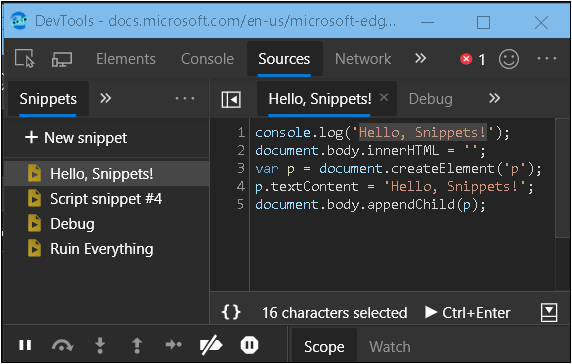 DevTools - docs.microsoft.com/en-us/microsoft-edg...
Elements Console Sources Network » 1 ···
Snippets » ···
Hello, Snippets! × Debug »
+ New snippet
Hello, Snippets!
Script snippet #4
Debug
Ruin Everything
1 console.log('Hello, Snippets!');
2 document.body.innerHTML = '';
3 var p = document.createElement('p');
4 p.textContent = 'Hello, Snippets!';
5 document.body.appendChild(p);
{} 16 characters selected ▶ Ctrl+Enter
Scope Watch